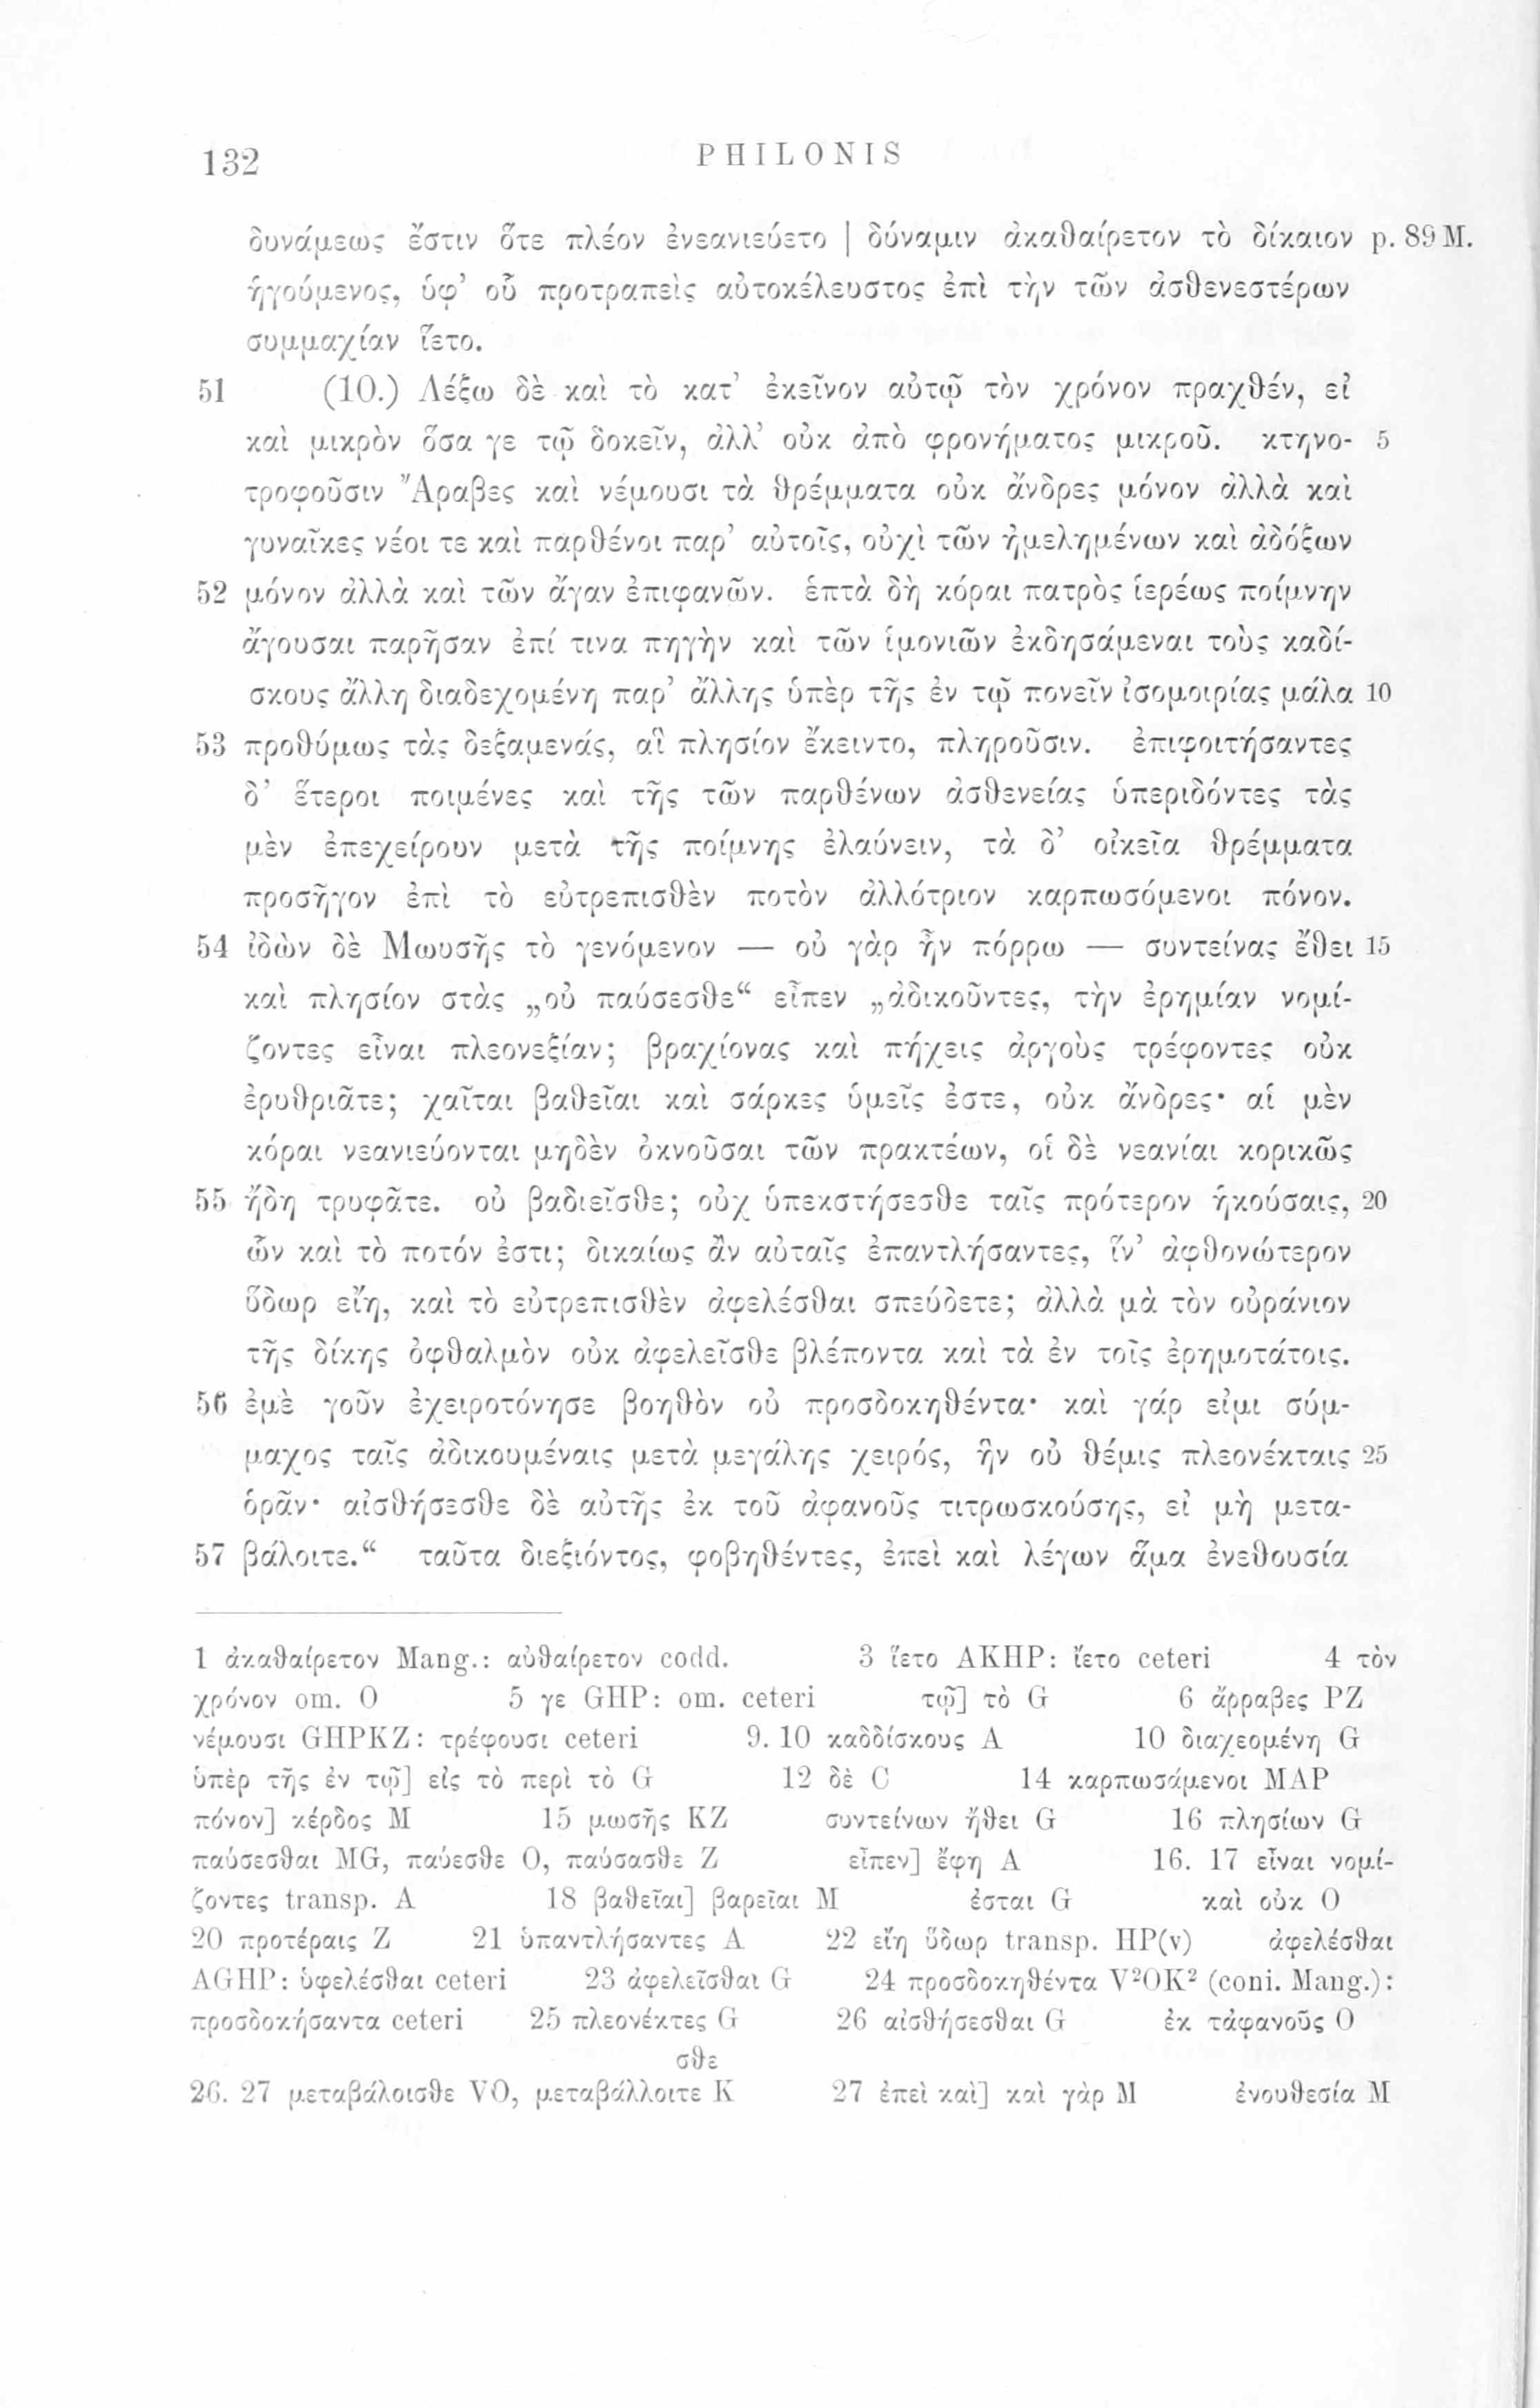 132 PHILONIS
δυνάμεως ἔστιν ὅτε πλέον ἐνεανιεύετο | δύναμιν ἀκαθαίρετον τὸ δίκαιον p. 89 M.
ἡγούμενος, ὑφ’ οὗ προτραπεὶς αὐτοκέλευστος ἐπὶ τὴν τῶν ἀσθενεστέρων
συμμαχίαν ἵετο.
51 (10.) Λέξω δὲ καὶ τὸ κατ’ ἐκεῖνον αὐτῷ τὸν χρόνον πραχθέν, εἰ
καὶ μικρὸν ὅσα γε τῷ δοκεῖν, ἀλλ’ οὐκ ἀπὸ φρονήματος μικροῦ. κτηνο- 5
τροφοῦσιν Ἄραβες καὶ νέμουσι τὰ θρέμματα οὐκ ἄνδρες μόνον ἀλλὰ καὶ
γυναῖκες νέοι τε καὶ παρθένοι παρ’ αὐτοῖς, οὐχὶ τῶν ἠμελημένων καὶ ἀδόξων
52 μόνον ἀλλὰ καὶ τῶν ἄγαν ἐπιφανῶν. ἑπτὰ δὴ κόραι πατρὸς ἱερέως ποίμνην
ἄγουσαι παρῆσαν ἐπί τινα πηγὴν καὶ τῶν ἱμονιῶν ἐκδησάμεναι τοὺς καδί-
σκους ἄλλη διαδεχομένη παρ’ ἄλλης ὑπὲρ τῆς ἐν τῷ πονεῖν ἰσομοιρίας μάλα 10
53 προθύμως τὰς δεξαμενάς, αἳ πλησίον ἔκειντο, πληροῦσιν. ἐπιφοιτήσαντες
δ’ ἕτεροι ποιμένες καὶ τῆς τῶν παρθένων ἀσθενείας ὑπεριδόντες τὰς
μὲν ἐπεχείρουν μετὰ τῆς ποίμνης ἐλαύνειν, τὰ δ’ οἰκεῖα θρέμματα
προσῆγον ἐπὶ τὸ εὐτρεπισθὲν ποτὸν ἀλλότριον καρπωσόμενοι πόνον.
54 ἰδὼν δὲ Μωυσῆς τὸ γενόμενον — οὐ γὰρ ἦν πόρρω — συντείνας ἔθει 15
καὶ πλησίον στὰς „οὐ παύσεσθε“ εἶπεν „ἀδικοῦντες, τὴν ἐρημίαν νομί-
ζοντες εἶναι πλεονεξίαν; βραχίονας καὶ πήχεις ἀργοὺς τρέφοντες οὐκ
ἐρυθριᾶτε; χαῖται βαθεῖαι καὶ σάρκες ὑμεῖς ἐστε, οὐκ ἄνδρες· αἱ μὲν
κόραι νεανιεύονται μηδὲν ὀκνοῦσαι τῶν πρακτέων, οἱ δὲ νεανίαι κορικῶς
55 ἤδη τρυφᾶτε. οὐ βαδιεῖσθε; οὐχ ὑπεκστήσεσθε ταῖς πρότερον ἡκούσαις, 20
ὧν καὶ τὸ ποτόν ἐστι; δικαίως ἂν αὐταῖς ἐπαντλήσαντες, ἵν’ ἀφθονώτερον
ὕδωρ εἴη, καὶ τὸ εὐτρεπισθὲν ἀφελέσθαι σπεύδετε; ἀλλὰ μὰ τὸν οὐράνιον
τῆς δίκης ὀφθαλμὸν οὐκ ἀφελεῖσθε βλέποντα καὶ τὰ ἐν τοῖς ἐρημοτάτοις.
56 ἐμὲ γοῦν ἐχειροτόνησε βοηθὸν οὐ προσδοκηθέντα· καὶ γάρ εἰμι σύμ-
μαχος ταῖς ἀδικουμέναις μετὰ μεγάλης χειρός, ἣν οὐ θέμις πλεονέκταις 25
ὁρᾶν· αἰσθήσεσθε δὲ αὐτῆς ἐκ τοῦ ἀφανοῦς τιτρωσκούσης, εἰ μὴ μετα-
57 βάλοιτε.“ ταῦτα διεξιόντος, φοβηθέντες, ἐπεὶ καὶ λέγων ἅμα ἐνεθουσία
1 ἀκαθαίρετον Mang.: αὐθαίρετον codd. 3 ἵετο AKHP: ἴετο ceteri 4 τὸν
χρόνον om. O 5 γε GHP: om. ceteri τῷ] τὸ G 6 ἄρραβες PZ
νέμουσι GHPKZ: τρέφουσι ceteri 9. 10 καδδίσκους A 10 διαχεομένη G
ὑπὲρ τῆς ἐν τῷ] εἰς τὸ περὶ τὸ G 12 δὲ C 14 καρπωσάμενοι MAP
πόνον] κέρδος M 15 μωσῆς KZ συντείνων ἤθει G 16 πλησίων G
παύσεσθαι MG, παύεσθε O, παύσασθε Z εἶπεν] ἔφη A 16. 17 εἶναι νομί-
ζοντες transp. A 18 βαθεῖαι] βαρεῖαι M ἐσται G καὶ οὐκ O
20 προτέραις Z 21 ὑπαντλήσαντες A 22 εἴη ὕδωρ transp. HP(v) ἀφελέσθαι
AGHP: ὑφελέσθαι ceteri 23 ἀφελεῖσθαι G 24 προσδοκηθέντα V²OK² (coni. Mang.):
προσδοκήσαντα ceteri 25 πλεονέκτες G 26 αἰσθήσεσθαι G ἐκ τἀφανοῦς O
σθε
26. 27 μεταβάλοισθε VO, μεταβάλλοιτε K 27 ἐπεὶ καὶ] καὶ γὰρ M ἐνουθεσία M